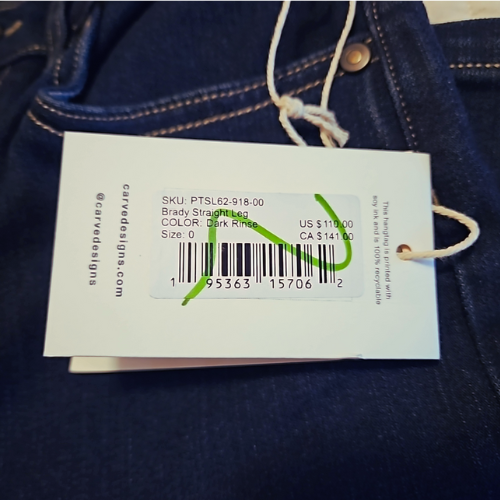 SKU: PTSL62-918-00
Brady Straight Leg
COLOR: Dark Rinse
US $110.00
Size: 0
CA $141.00
1 95363 15706 2
carvedesigns.com
@carvedesigns
This hangtag is printed with
soy ink and is 100% recyclable